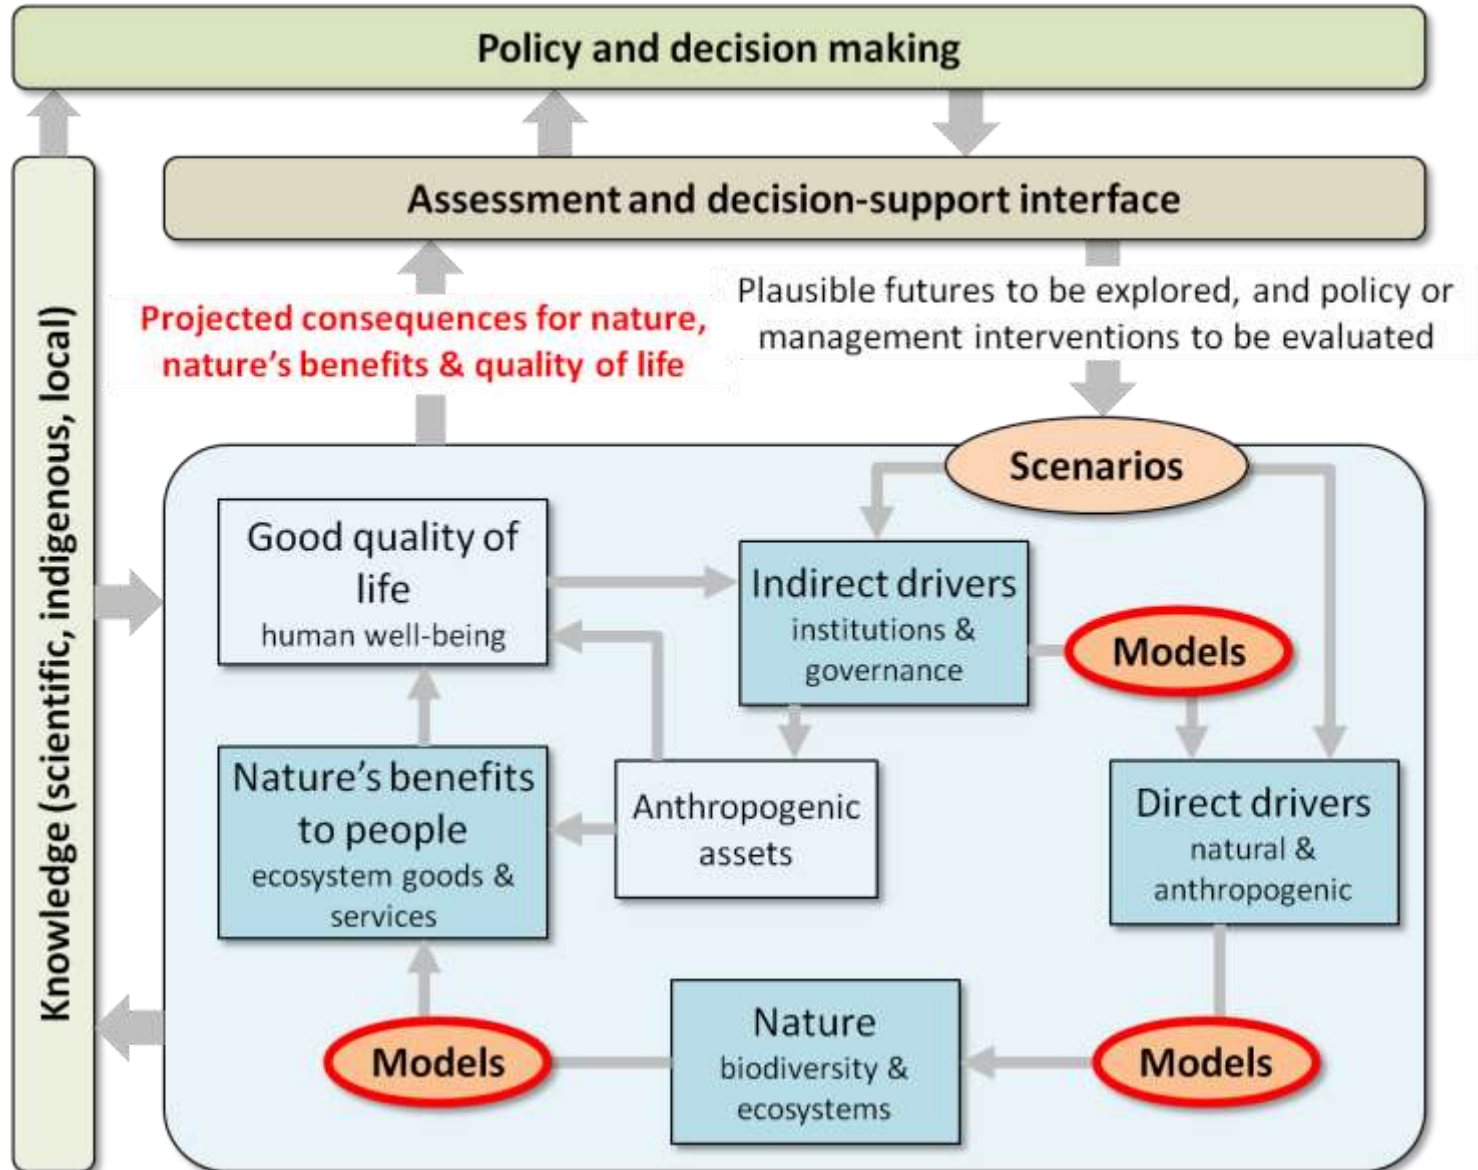 Policy and decision making
Assessment and decision-support interface
Knowledge (scientific, indigenous, local)
Projected consequences for nature,
nature’s benefits & quality of life
Plausible futures to be explored, and policy or
management interventions to be evaluated
Scenarios
Good quality of
life
human well-being
Indirect drivers
institutions &
governance
Models
Nature’s benefits
to people
ecosystem goods &
services
Anthropogenic
assets
Direct drivers
natural &
anthropogenic
Models
Nature
biodiversity &
ecosystems
Models